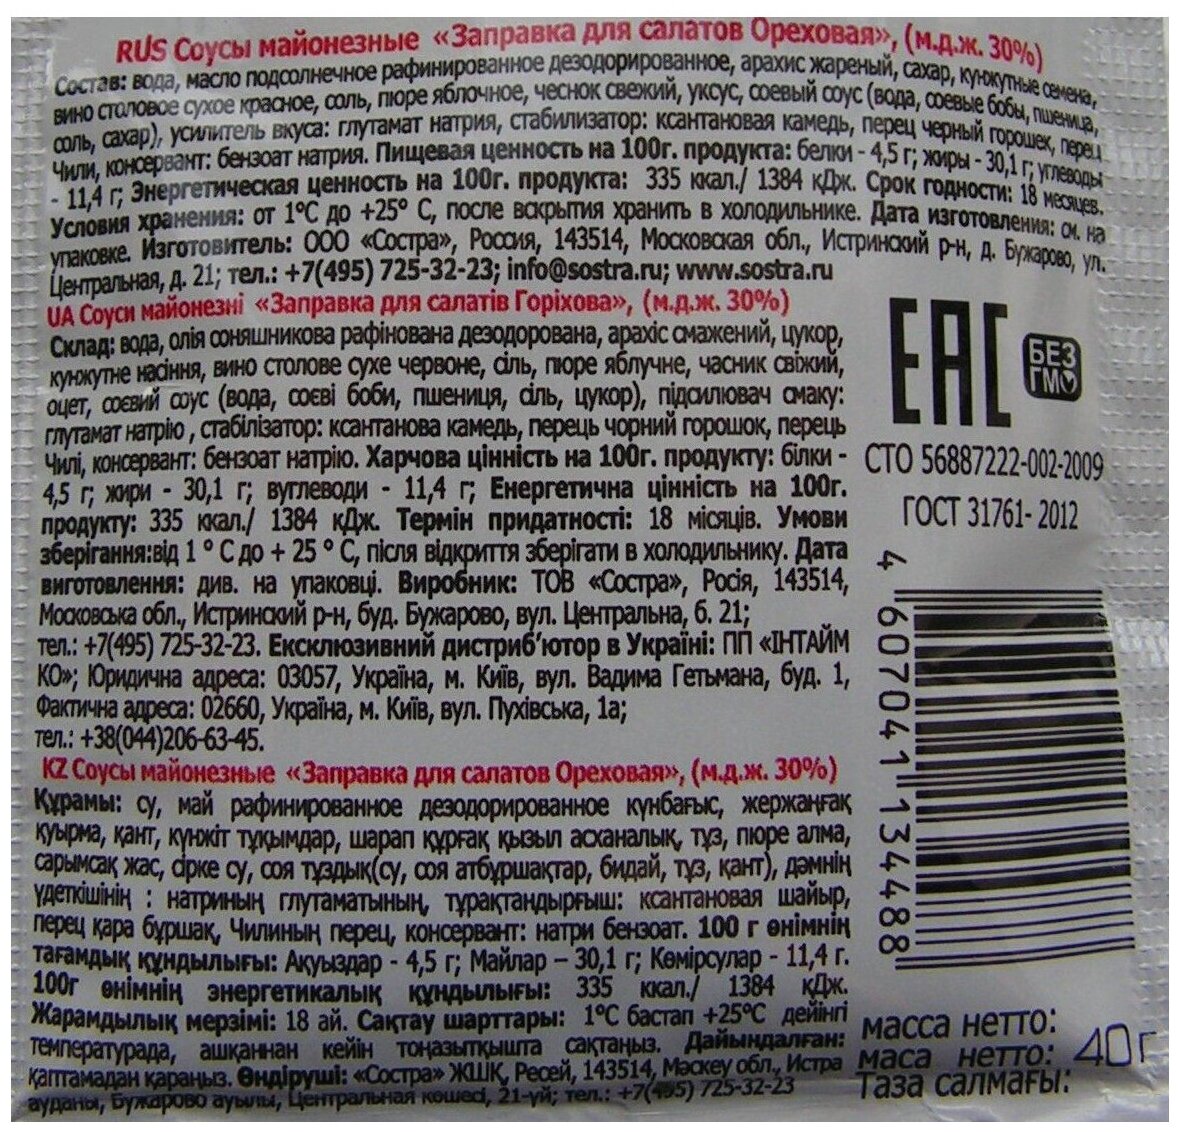 RUS Соусы майонезные «Заправка для салатов Ореховая», (м.д.ж. 30%)
Состав: вода, масло подсолнечное рафинированное дезодорированное, арахис жареный, сахар, кунжутные семена,
вино столовое сухое красное, соль, пюре яблочное, чеснок свежий, уксус, соевый соус (вода, соевые бобы, пшеница,
соль, сахар), усилитель вкуса: глутамат натрия, стабилизатор: ксантановая камедь, перец черный горошек, перец
Чили, консервант: бензоат натрия. Пищевая ценность на 100г. продукта: белки - 4,5 г; жиры - 30,1 г; углеводы
- 11,4 г; Энергетическая ценность на 100г. продукта: 335 ккал./ 1384 кДж. Срок годности: 18 месяцев.
Условия хранения: от 1°С до +25° С, после вскрытия хранить в холодильнике. Дата изготовления: см. на
упаковке. Изготовитель: ООО «Состра», Россия, 143514, Московская обл., Истринский р-н, д. Бужарово, ул.
Центральная, д. 21; тел.: +7(495) 725-32-23; info@sostra.ru; www.sostra.ru
UA Соуси майонезні «Заправка для салатів Горіхова», (м.д.ж. 30%)
Склад: вода, олія соняшникова рафінована дезодорована, арахіс смажений, цукор,
кунжутне насіння, вино столове сухе червоне, сіль, пюре яблучне, часник свіжий,
оцет, соєвий соус (вода, соєві боби, пшениця, сіль, цукор), підсилювач смаку:
глутамат натрію , стабілізатор: ксантанова камедь, перець чорний горошок, перець
Чилі, консервант: бензоат натрію. Харчова цінність на 100г. продукту: білки -
4,5 г; жири - 30,1 г; вуглеводи - 11,4 г; Енергетична цінність на 100г.
продукту: 335 ккал./ 1384 кДж. Термін придатності: 18 місяців. Умови
зберігання:від 1 ° С до + 25 ° С, після відкриття зберігати в холодильнику. Дата
виготовлення: див. на упаковці. Виробник: ТОВ «Состра», Росія, 143514,
Московська обл., Истринский р-н, буд. Бужарово, вул. Центральна, б. 21;
тел.: +7(495) 725-32-23. Ексклюзивний дистриб’ютор в Україні: ПП «ІНТАЙМ
КО»; Юридична адреса: 03057, Україна, м. Київ, вул. Вадима Гетьмана, буд. 1,
Фактична адреса: 02660, Україна, м. Київ, вул. Пухівська, 1а;
тел.: +38(044)206-63-45.
KZ Соусы майонезные «Заправка для салатов Ореховая», (м.д.ж. 30%)
Құрамы: су, май рафинированное дезодорированное күнбағыс, жержаңғақ
қуырма, қант, күнжіт тұқымдар, шарап құрғақ қызыл асханалық, тұз, пюре алма,
сарымсақ жас, сірке су, соя тұздық(су, соя атбұршақтар, бидай, тұз, қант), дәмнің
үдеткішінің : натрийның глутаматының, тұрақтандырғыш: ксантановая шайыр,
перец қара бұршақ, Чилиның перец, консервант: натри бензоат. 100 г өнімнің
тағамдық құндылығы: Ақуыздар - 4,5 г; Майлар – 30,1 г; Көмірсулар - 11,4 г.
100г өнімнің энергетикалық құндылығы: 335 ккал./ 1384 кДж.
Жарамдылық мерзімі: 18 ай. Сақтау шарттары: 1°С бастап +25°С дейінгі
температурада, ашқаннан кейін тоңазытқышта сақтаңыз. Дайындалған:
қаптамадан қараңыз. Өндіруші: «Состра» ЖШҚ, Ресей, 143514, Мәскеу обл., Истра
ауданы, Бужарово ауылы, Центральная көшесі, 21-үй; тел.: +7(495) 725-32-23
ЕАС
БЕЗ
ГМО
СТО 56887222-002-2009
ГОСТ 31761- 2012
4 607041 134488
масса нетто:
маса нетто: 40 г
Таза салмағы: